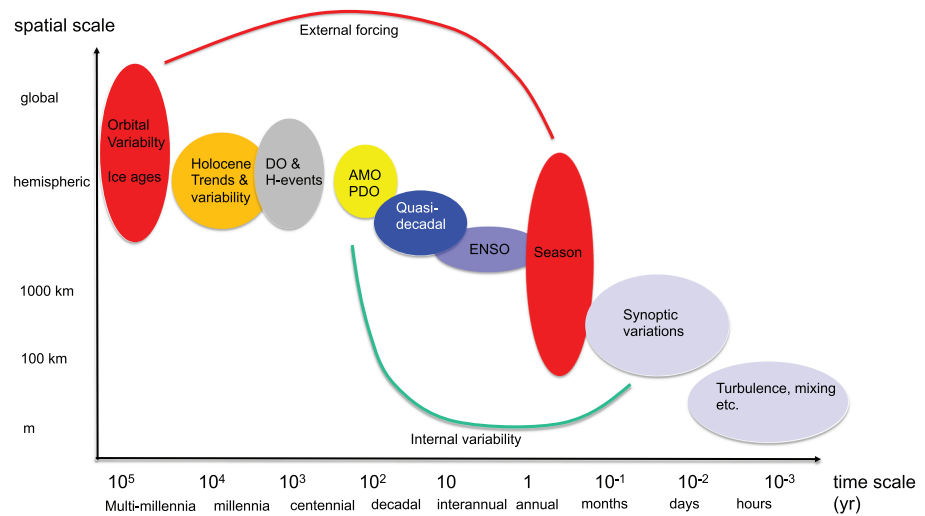 spatial scale
External forcing
global
Orbital
Variabilty
Ice ages
hemispheric
Holocene
Trends &
variability
DO &
H-events
AMO
PDO
Quasi-
decadal
ENSO
Season
1000 km
Synoptic
variations
100 km
Turbulence, mixing
etc.
m
Internal variability
10⁵ 10⁴ 10³ 10² 10 1 10⁻¹ 10⁻² 10⁻³ time scale
Multi-millennia millennia centennial decadal interannual annual months days hours (yr)